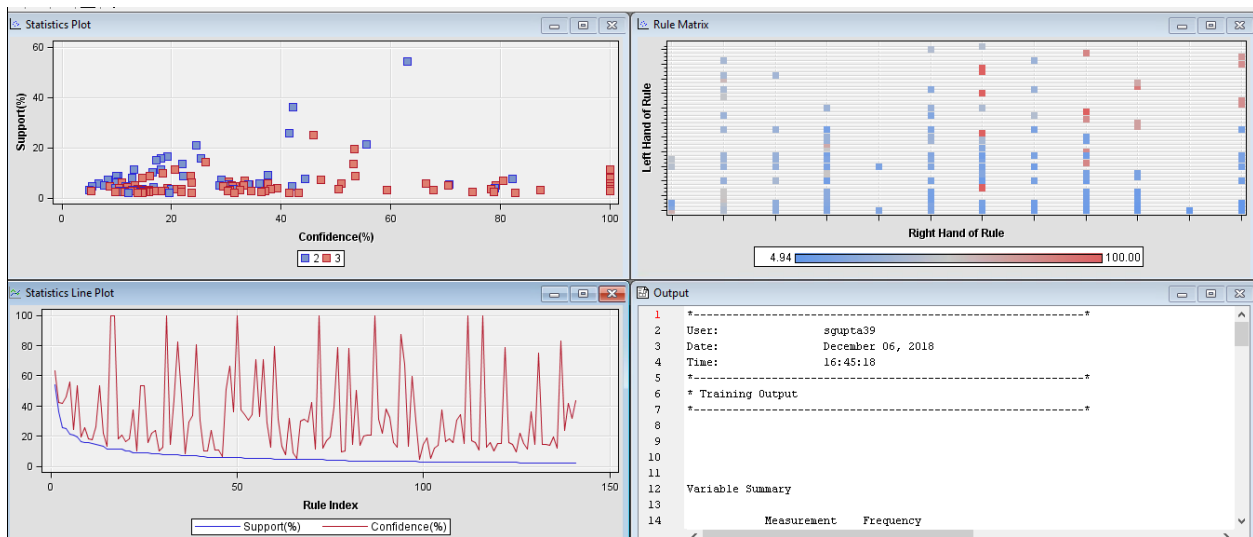 Statistics Plot
60
40
20
0
Support(%)
0 20 40 60 80 100
Confidence(%)
2 3
Rule Matrix
Left Hand of Rule
Right Hand of Rule
4.94 100.00
Statistics Line Plot
100
80
60
40
20
0
0 50 100 150
Rule Index
Support(%) Confidence(%)
Output
1 *------------------------------------------------------------*
2 User: sgupta39
3 Date: December 06, 2018
4 Time: 16:45:18
5 *------------------------------------------------------------*
6 * Training Output
7 *------------------------------------------------------------*
8
9
10
11
12 Variable Summary
13
14 Measurement Frequency